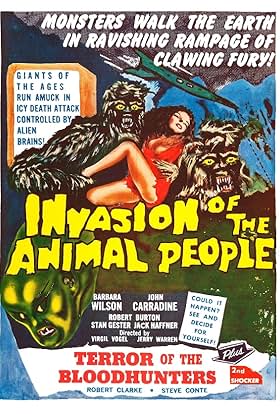 MONSTERS WALK THE EARTH
IN RAVISHING RAMPAGE OF
CLAWING FURY!
GIANTS OF
THE AGES
RUN AMUCK IN
ICY DEATH ATTACK
CONTROLLED BY
ALIEN
BRAINS!
INVASION OF THE
ANIMAL PEOPLE
BARBARA
WILSON
JOHN
CARRADINE
ROBERT BURTON
STAN GESTER JACK HAFFNER
Directed by
VIRGIL VOGEL JERRY WARREN
COULD IT
HAPPEN?
SEE AND
DECIDE
FOR
YOURSELF!
Plus
2nd
SHOCKER
TERROR OF THE
BLOODHUNTERS
ROBERT CLARKE • STEVE CONTE